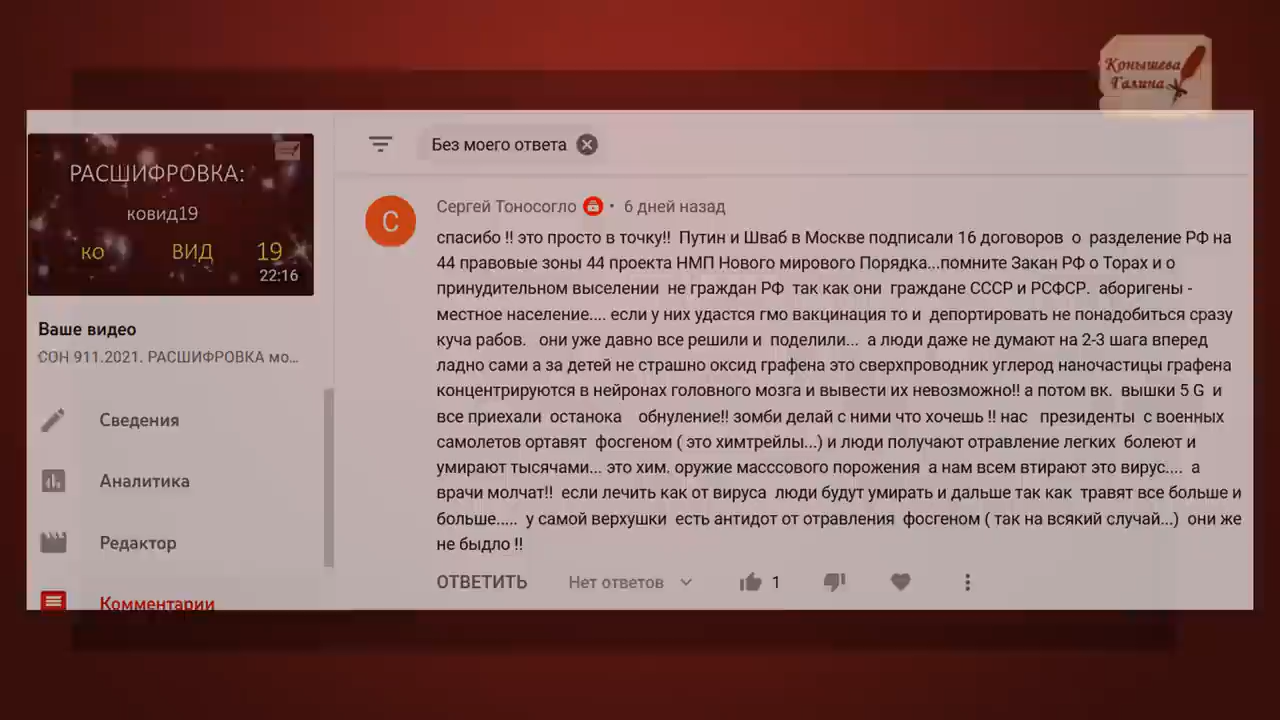 Конышева
Галина
РАСШИФРОВКА:
ковид19
КО ВИД 19
22:16
Ваше видео
СОН 911.2021. РАСШИФРОВКА мо...
Сведения
Аналитика
Редактор
Комментарии
Без моего ответа
С
Сергей Тоносогло • 6 дней назад
спасибо !! это просто в точку!! Путин и Шваб в Москве подписали 16 договоров о разделение РФ на
44 правовые зоны 44 проекта НМП Нового мирового Порядка...помните Закан РФ о Торах и о
принудительном выселении не граждан РФ так как они граждане СССР и РСФСР. аборигены -
местное население.... если у них удастся гмо вакцинация то и депортировать не понадобиться сразу
куча рабов. они уже давно все решили и поделили... а люди даже не думают на 2-3 шага вперед
ладно сами а за детей не страшно оксид графена это сверхпроводник углерод наночастицы графена
концентрируются в нейронах головного мозга и вывести их невозможно!! а потом вк. вышки 5 G и
все приехали останока обнуление!! зомби делай с ними что хочешь !! нас президенты с военных
самолетов ортавят фосгеном ( это химтрейлы...) и люди получают отравление легких болеют и
умирают тысячами... это хим. оружие масссового порожения а нам всем втирают это вирус.... а
врачи молчат!! если лечить как от вируса люди будут умирать и дальше так как травят все больше и
больше..... у самой верхушки есть антидот от отравления фосгеном ( так на всякий случай...) они же
не быдло !!
ОТВЕТИТЬ Нет ответов 1